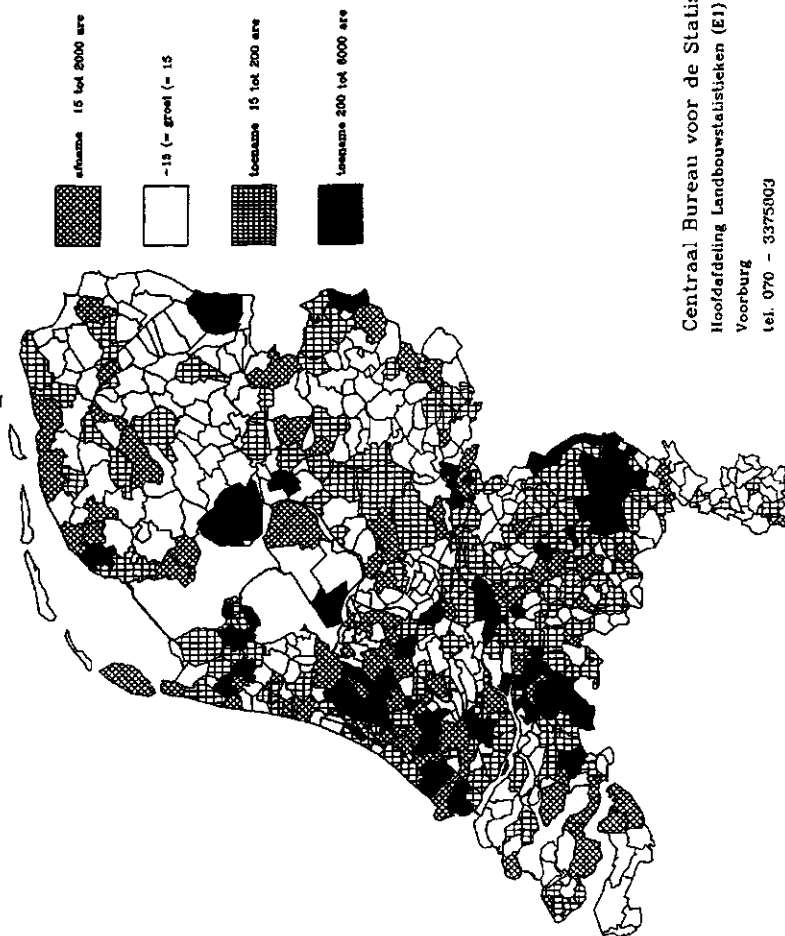 afname 15 tot 2000 are
-15 (= groei (= 15
toename 15 tot 200 are
toename 200 tot 6000 are
Centraal Bureau voor de Statis
Hoofdafdeling Landbouwstatistieken (E1)
Voorburg
tel. 070 - 3375803